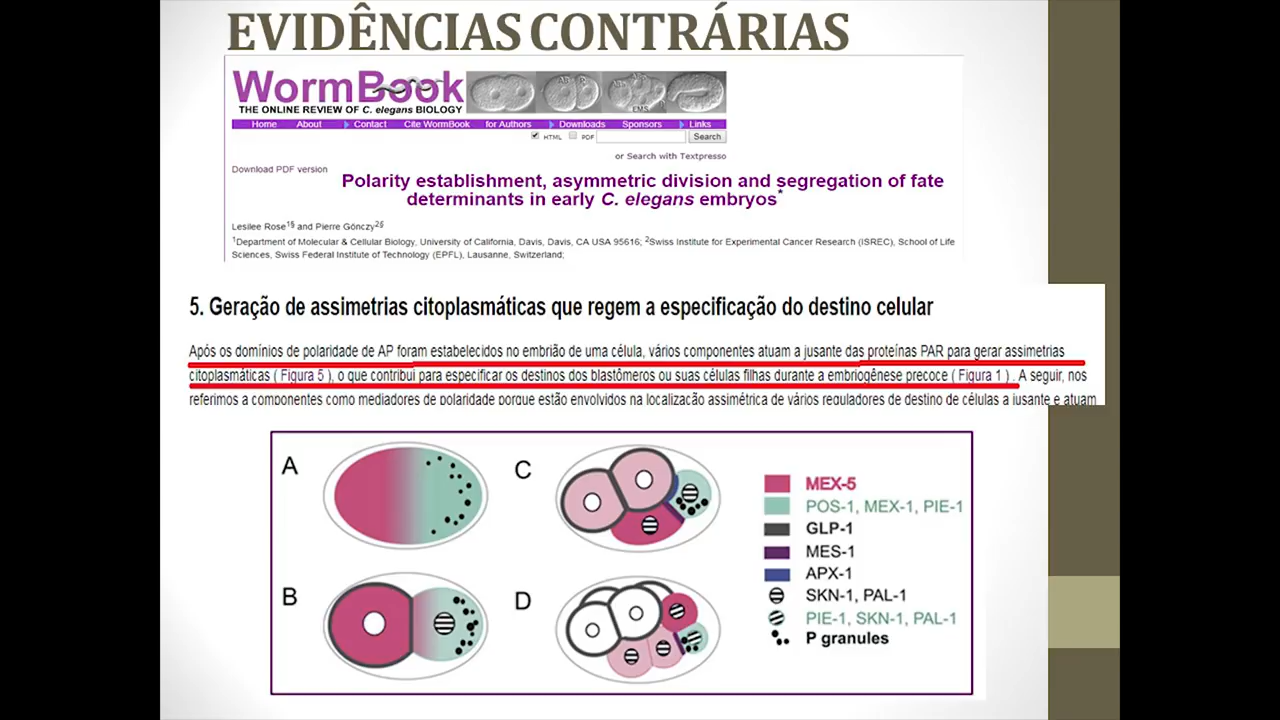 EVIDÊNCIAS CONTRÁRIAS
WormBook
THE ONLINE REVIEW OF C. elegans BIOLOGY
AB P1
ABp
EMS
Home About Contact Cite WormBook for Authors Downloads Sponsors Links
HTML PDF Search
or Search with Textpresso
Download PDF version
Polarity establishment, asymmetric division and segregation of fate
determinants in early C. elegans embryos*
Lesilee Rose1§ and Pierre Gönczy2§
1Department of Molecular & Cellular Biology, University of California, Davis, Davis, CA USA 95616; 2Swiss Institute for Experimental Cancer Research (ISREC), School of Life
Sciences, Swiss Federal Institute of Technology (EPFL), Lausanne, Switzerland;
5. Geração de assimetrias citoplasmáticas que regem a especificação do destino celular
Após os domínios de polaridade de AP foram estabelecidos no embrião de uma célula, vários componentes atuam a jusante das proteínas PAR para gerar assimetrias
citoplasmáticas ( Figura 5 ), o que contribui para especificar os destinos dos blastômeros ou suas células filhas durante a embriogênese precoce ( Figura 1 ) . A seguir, nos
referimos a componentes como mediadores de polaridade porque estão envolvidos na localização assimétrica de vários reguladores de destino de células a jusante e atuam
A
B
C
D
MEX-5
POS-1, MEX-1, PIE-1
GLP-1
MES-1
APX-1
SKN-1, PAL-1
PIE-1, SKN-1, PAL-1
P granules